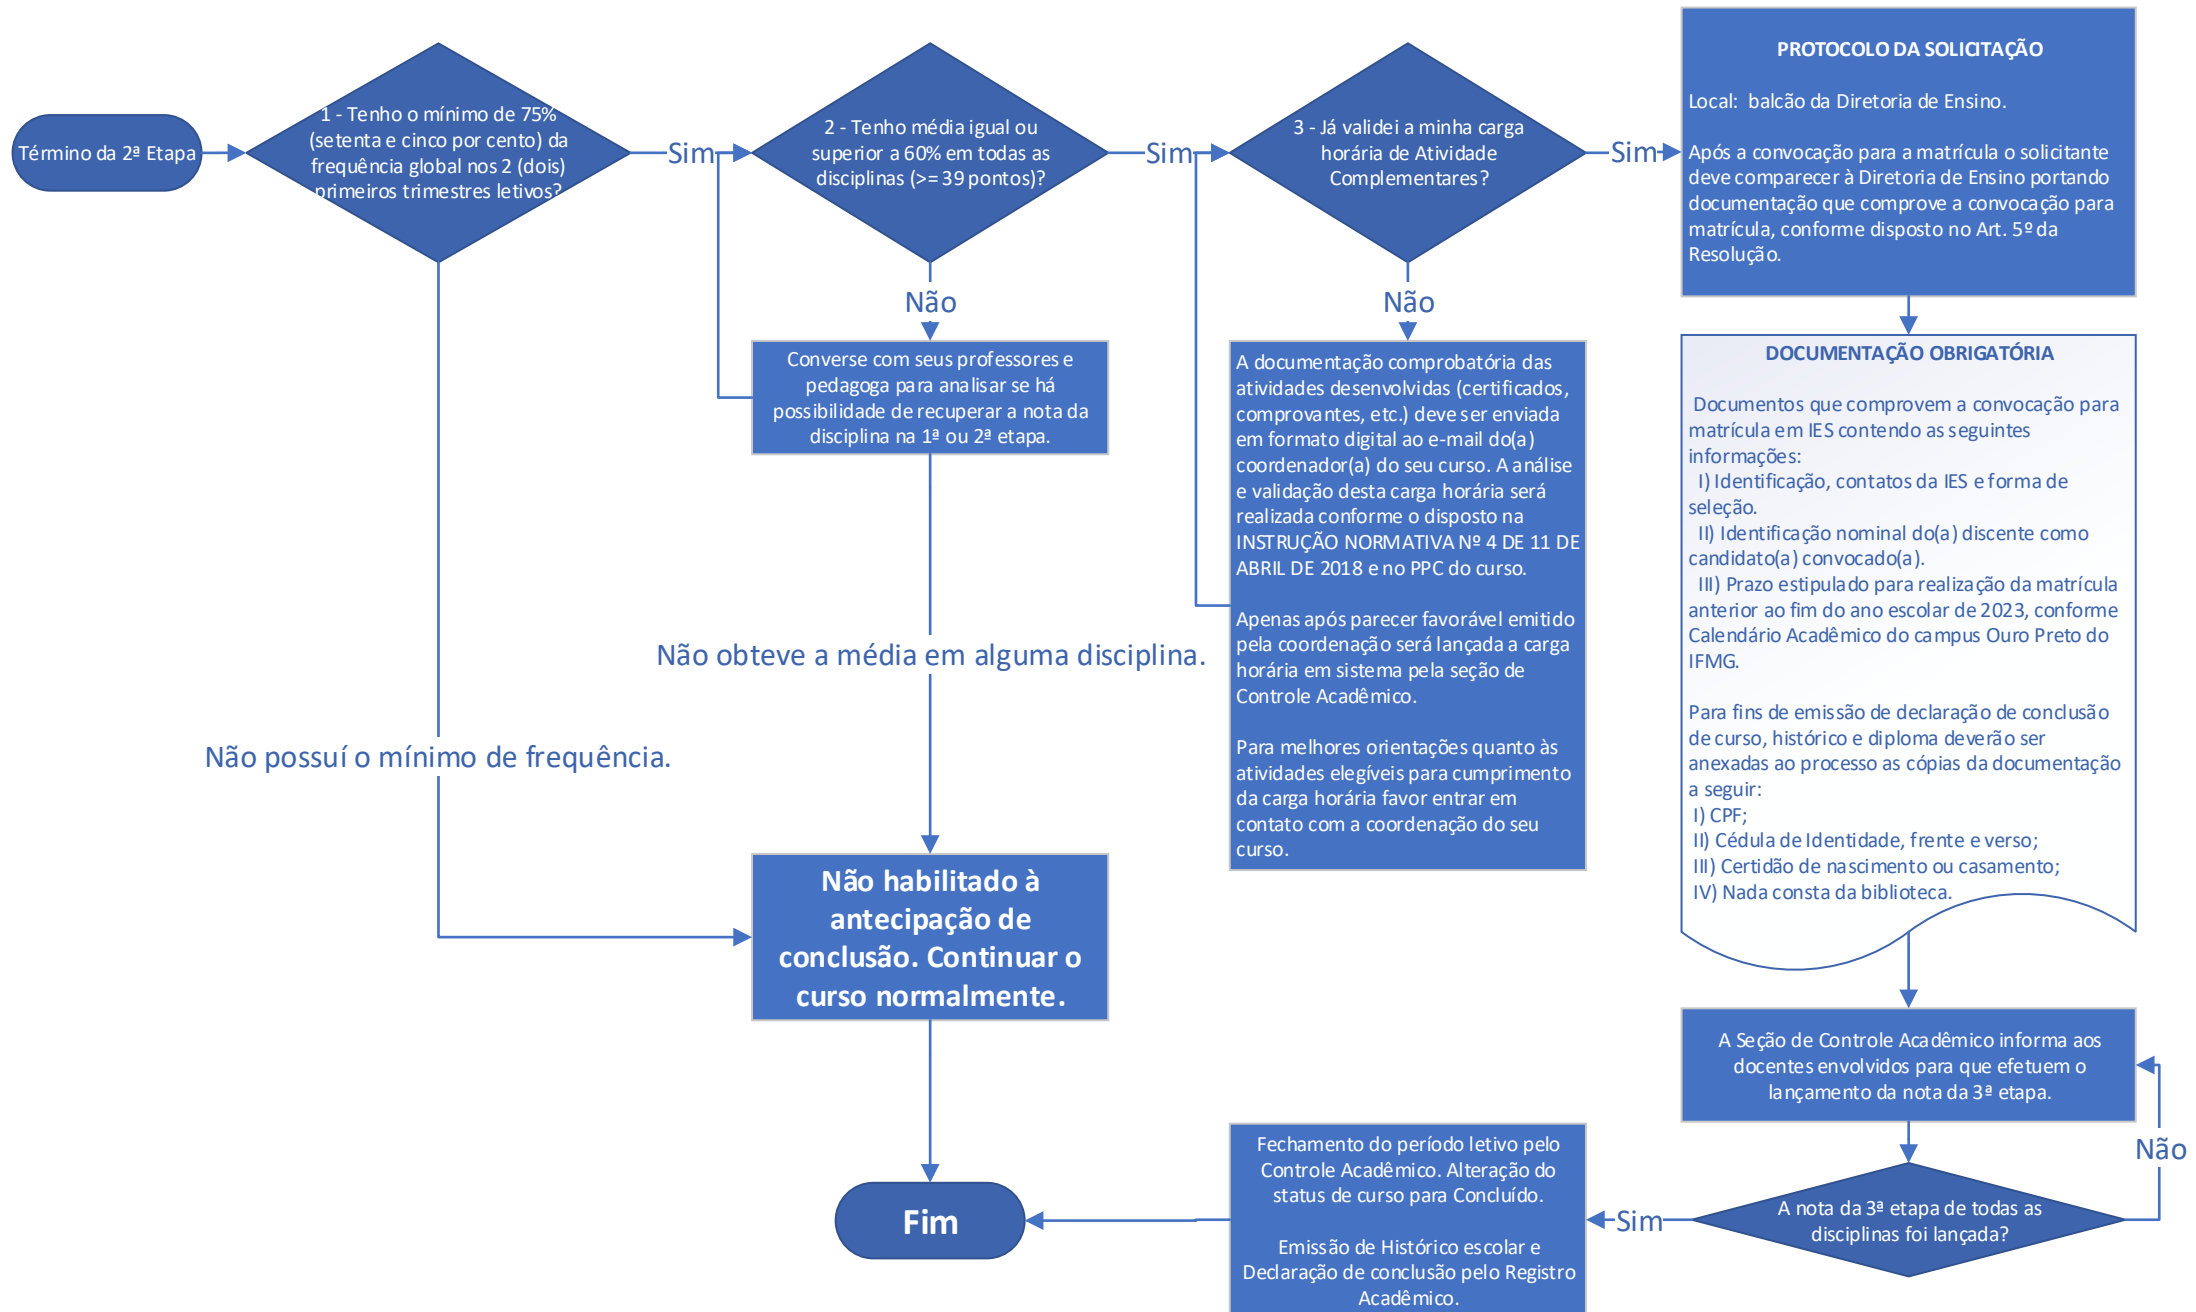 Término da 2ª Etapa
1 - Tenho o mínimo de 75%
(setenta e cinco por cento) da
frequência global nos 2 (dois)
primeiros trimestres letivos?
Sim
2 - Tenho média igual ou
superior a 60% em todas as
disciplinas (>= 39 pontos)?
Sim
3 - Já validei a minha carga
horária de Atividade
Complementares?
Sim
PROTOCOLO DA SOLICITAÇÃO
Local: balcão da Diretoria de Ensino.
Após a convocação para a matrícula o solicitante
deve comparecer à Diretoria de Ensino portando
documentação que comprove a convocação para
matrícula, conforme disposto no Art. 5º da
Resolução.
Não
Converse com seus professores e
pedagoga para analisar se há
possibilidade de recuperar a nota da
disciplina na 1ª ou 2ª etapa.
Não
A documentação comprobatória das
atividades desenvolvidas (certificados,
comprovantes, etc.) deve ser enviada
em formato digital ao e-mail do(a)
coordenador(a) do seu curso. A análise
e validação desta carga horária será
realizada conforme o disposto na
INSTRUÇÃO NORMATIVA Nº 4 DE 11 DE
ABRIL DE 2018 e no PPC do curso.
Apenas após parecer favorável emitido
pela coordenação será lançada a carga
horária em sistema pela seção de
Controle Acadêmico.
Para melhores orientações quanto às
atividades elegíveis para cumprimento
da carga horária favor entrar em
contato com a coordenação do seu
curso.
DOCUMENTAÇÃO OBRIGATÓRIA
Documentos que comprovem a convocação para
matrícula em IES contendo as seguintes
informações:
I) Identificação, contatos da IES e forma de
seleção.
II) Identificação nominal do(a) discente como
candidato(a) convocado(a).
III) Prazo estipulado para realização da matrícula
anterior ao fim do ano escolar de 2023, conforme
Calendário Acadêmico do campus Ouro Preto do
IFMG.
Para fins de emissão de declaração de conclusão
de curso, histórico e diploma deverão ser
anexadas ao processo as cópias da documentação
a seguir:
I) CPF;
II) Cédula de Identidade, frente e verso;
III) Certidão de nascimento ou casamento;
IV) Nada consta da biblioteca.
Não obteve a média em alguma disciplina.
Não possuí o mínimo de frequência.
Não habilitado à
antecipação de
conclusão. Continuar o
curso normalmente.
A Seção de Controle Acadêmico informa aos
docentes envolvidos para que efetuem o
lançamento da nota da 3ª etapa.
Não
A nota da 3ª etapa de todas as
disciplinas foi lançada?
Sim
Fechamento do período letivo pelo
Controle Acadêmico. Alteração do
status de curso para Concluído.
Emissão de Histórico escolar e
Declaração de conclusão pelo Registro
Acadêmico.
Fim